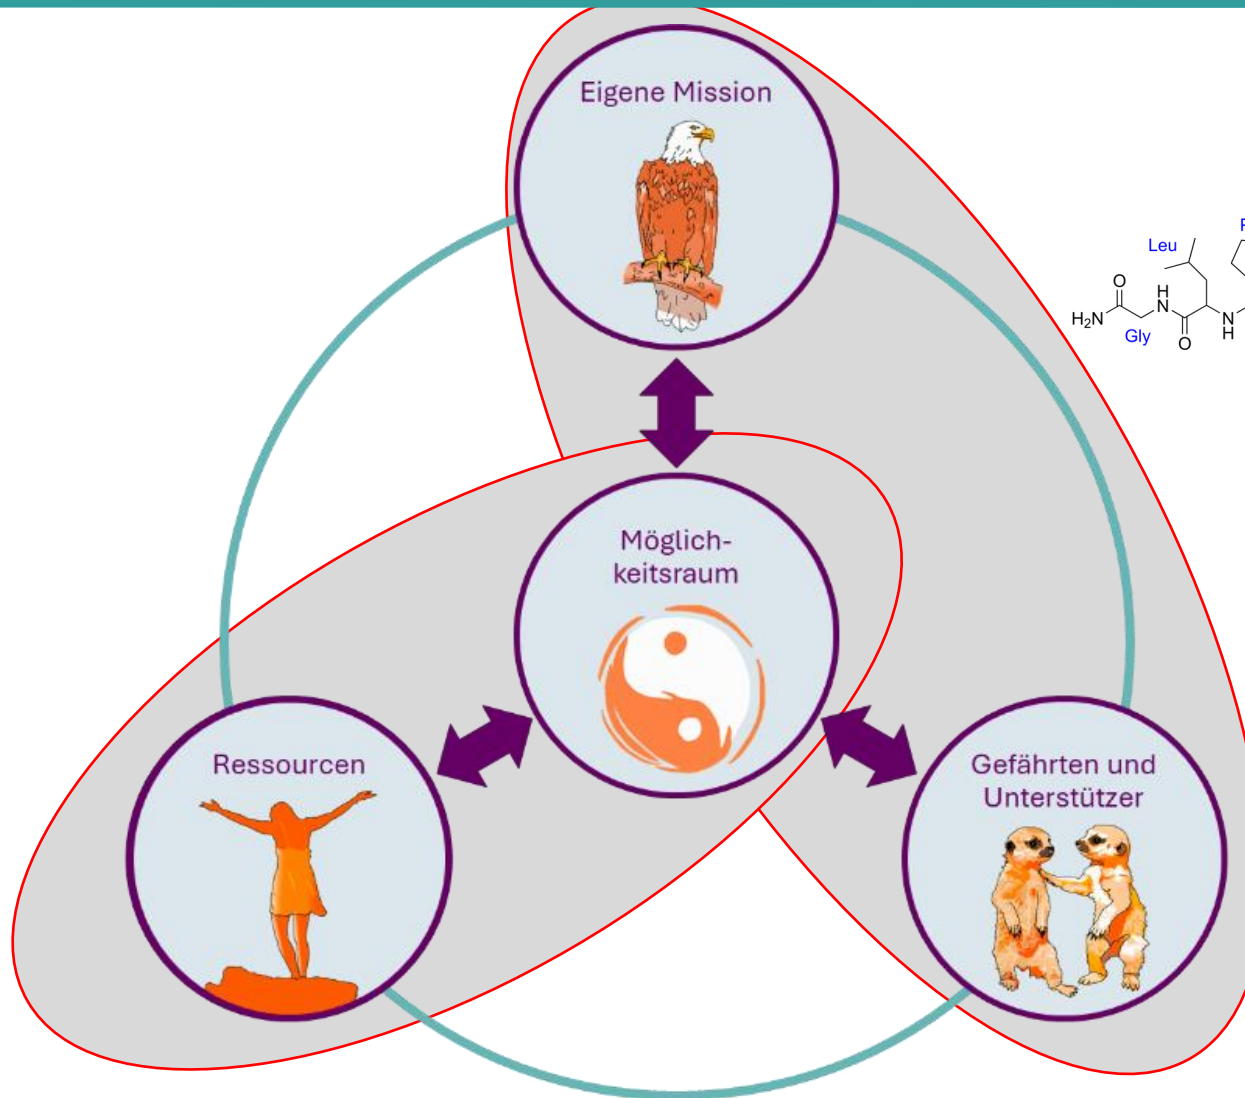 Eigene Mission
Leu
O
H
N
H₂N
Gly
O
N
H
Möglich-
keitsraum
Ressourcen
Gefährten und
Unterstützer